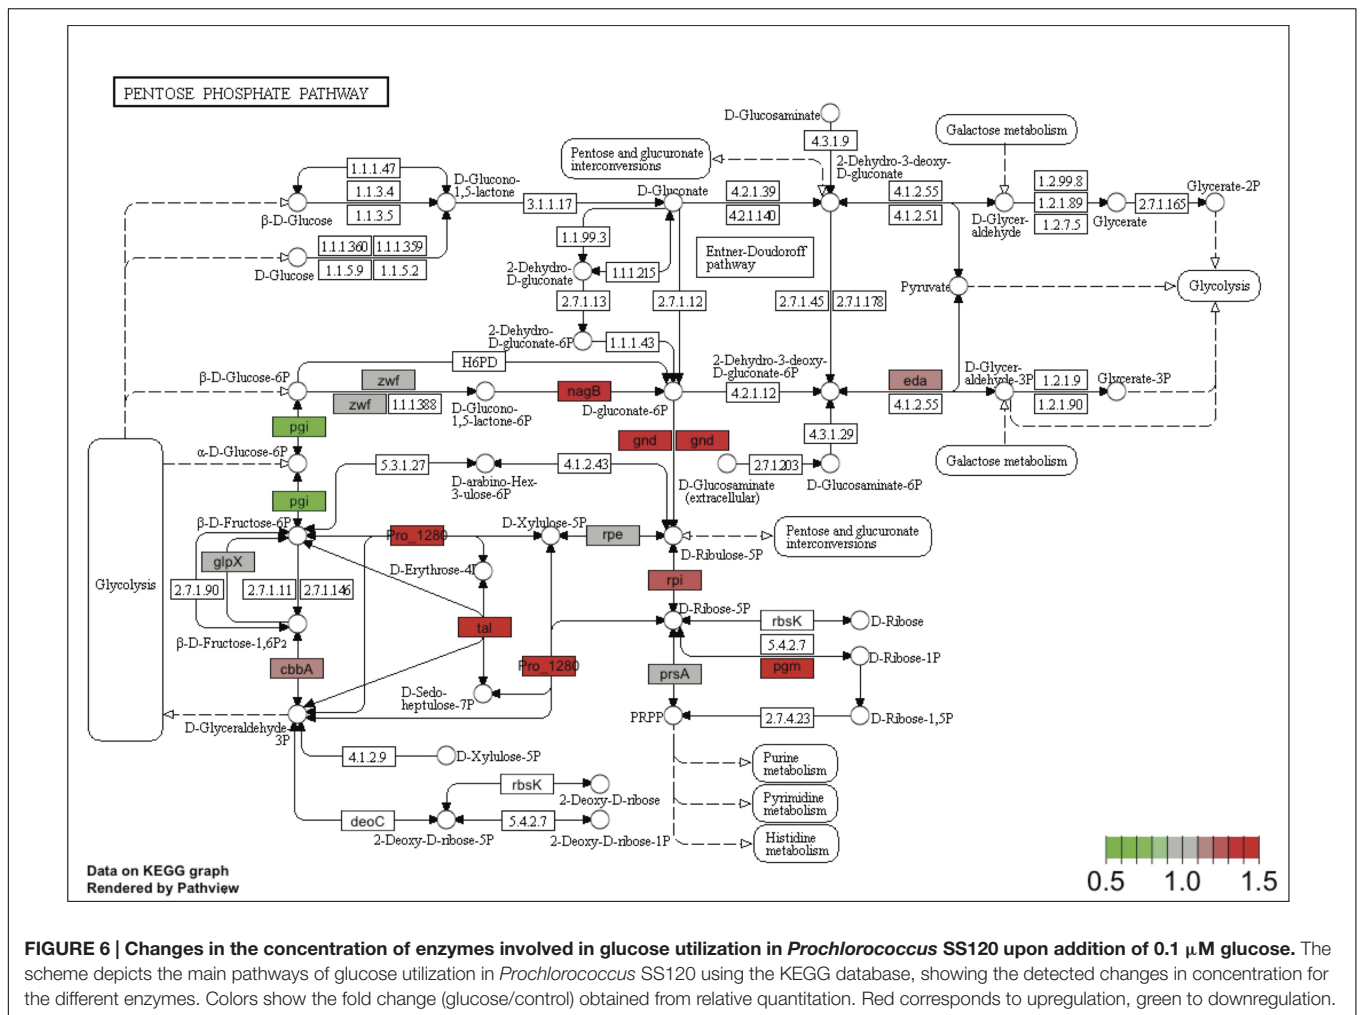 PENTOSE PHOSPHATE PATHWAY
D-Glucosaminate
4.3.1.9
Galactose metabolism
Pentose and glucuronate
interconversions
2-Dehydro-3-deoxy-
D-gluconate
1.1.1.47
1.1.3.4
1.1.3.5
β-D-Glucose
D-Glucono-
1,5-lactone
3.1.1.17
D-Gluconate
4.2.1.39
4.2.1.140
4.1.2.55
4.1.2.51
D-Glycer-
aldehyde
1.2.99.8
1.2.1.89
1.2.7.5
Glycerate
2.7.1.165
Glycerate-2P
D-Glucose
1.1.1.360
1.1.1.359
1.1.5.9
1.1.5.2
1.1.99.3
2-Dehydro-
D-gluconate
1.1.1.215
Entner-Doudoroff
pathway
2.7.1.13
2.7.1.12
2.7.1.45
2.7.1.178
Pyruvate
Glycolysis
2-Dehydro-
D-gluconate-6P
1.1.1.43
H6PD
β-D-Glucose-6P
zwf
zwf
1.1.1.388
D-Glucono-
1,5-lactone-6P
nagB
D-gluconate-6P
2-Dehydro-3-deoxy-
D-gluconate-6P
4.2.1.12
eda
4.1.2.55
D-Glycer-
aldehyde-3P
1.2.1.9
1.2.1.90
Glycerate-3P
pgi
α-D-Glucose-6P
pgi
gnd
gnd
4.3.1.29
D-Glucosaminate
(extracellular)
2.7.1.203
D-Glucosaminate-6P
Galactose metabolism
5.3.1.27
D-arabino-Hex-
3-ulose-6P
4.1.2.43
β-D-Fructose-6P
Pro_1280
D-Xylulose-5P
rpe
D-Ribulose-5P
Pentose and glucuronate
interconversions
glpX
2.7.1.90
2.7.1.11
2.7.1.146
Glycolysis
D-Erythrose-4P
rpi
β-D-Fructose-1,6P2
tal
D-Ribose-5P
rbsK
D-Ribose
5.4.2.7
pgm
D-Ribose-1P
cbbA
Pro_1280
prsA
D-Sedo-
heptulose-7P
D-Glyceraldehyde-
3P
PRPP
2.7.4.23
D-Ribose-1,5P
4.1.2.9
D-Xylulose-5P
Purine
metabolism
rbsK
2-Deoxy-D-ribose
Pyrimidine
metabolism
deoC
2-Deoxy-D-ribose-5P
5.4.2.7
2-Deoxy-D-ribose-1P
Histidine
metabolism
Data on KEGG graph
Rendered by Pathview
0.5 1.0 1.5
FIGURE 6 | Changes in the concentration of enzymes involved in glucose utilization in Prochlorococcus SS120 upon addition of 0.1 μM glucose. The
scheme depicts the main pathways of glucose utilization in Prochlorococcus SS120 using the KEGG database, showing the detected changes in concentration for
the different enzymes. Colors show the fold change (glucose/control) obtained from relative quantitation. Red corresponds to upregulation, green to downregulation.